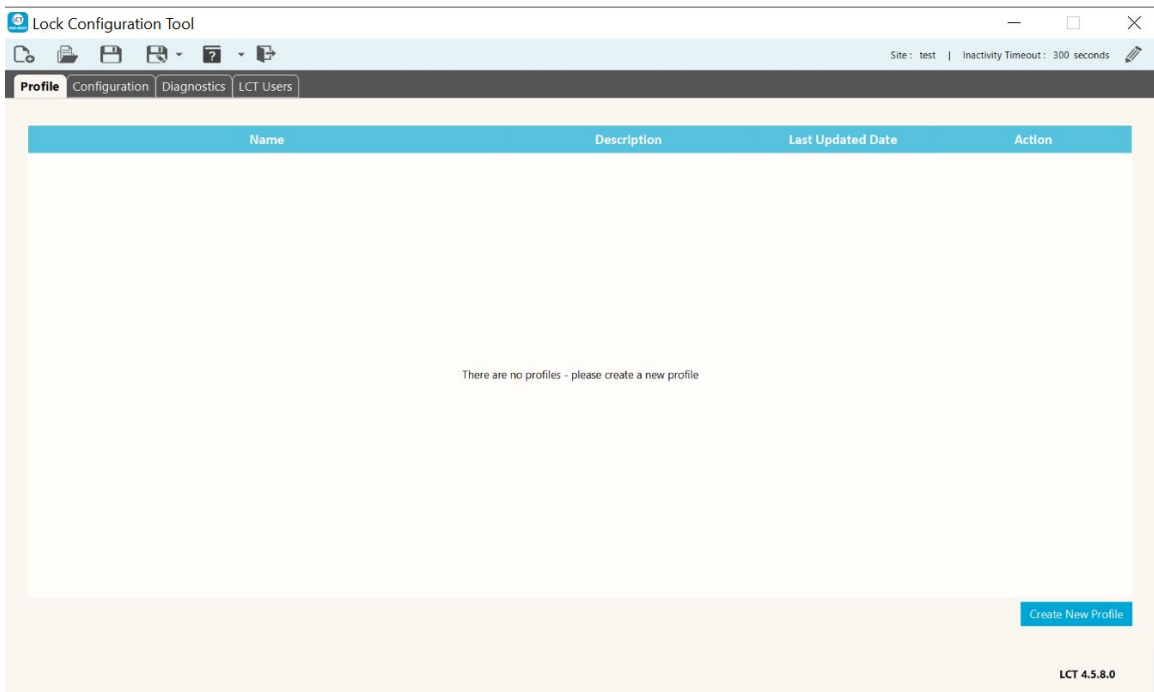 LCT
Lock Configuration Tool
?
Site : test | Inactivity Timeout : 300 seconds
Profile Configuration Diagnostics LCT Users
Name Description Last Updated Date Action
There are no profiles - please create a new profile
Create New Profile
LCT 4.5.8.0